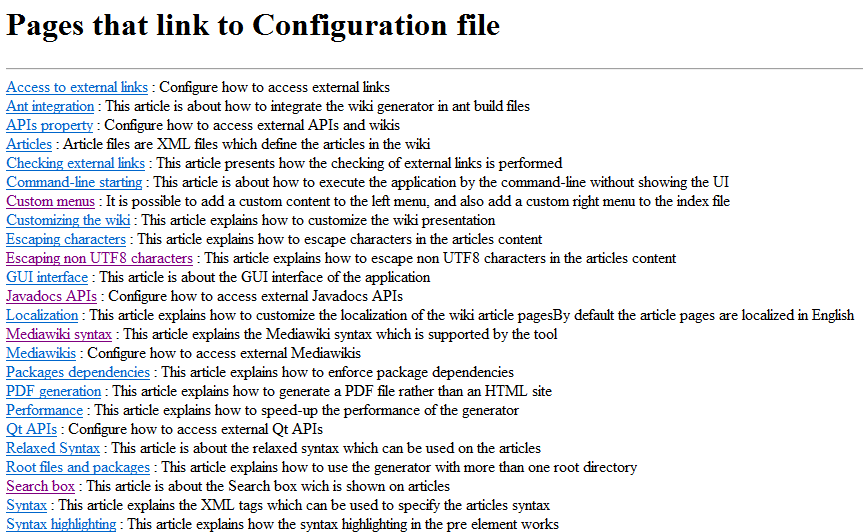 Pages that link to Configuration file
Access to external links : Configure how to access external links
Ant integration : This article is about how to integrate the wiki generator in ant build files
APIs property : Configure how to access external APIs and wikis
Articles : Article files are XML files which define the articles in the wiki
Checking external links : This article presents how the checking of external links is performed
Command-line starting : This article is about how to execute the application by the command-line without showing the UI
Custom menus : It is possible to add a custom content to the left menu, and also add a custom right menu to the index file
Customizing the wiki : This article explains how to customize the wiki presentation
Escaping characters : This article explains how to escape characters in the articles content
Escaping non UTF8 characters : This article explains how to escape non UTF8 characters in the articles content
GUI interface : This article is about the GUI interface of the application
Javadocs APIs : Configure how to access external Javadocs APIs
Localization : This article explains how to customize the localization of the wiki article pagesBy default the article pages are localized in English
Mediawiki syntax : This article explains the Mediawiki syntax which is supported by the tool
Mediawikis : Configure how to access external Mediawikis
Packages dependencies : This article explains how to enforce package dependencies
PDF generation : This article explains how to generate a PDF file rather than an HTML site
Performance : This article explains how to speed-up the performance of the generator
Qt APIs : Configure how to access external Qt APIs
Relaxed Syntax : This article is about the relaxed syntax which can be used on the articles
Root files and packages : This article explains how to use the generator with more than one root directory
Search box : This article is about the Search box wich is shown on articles
Syntax : This article explains the XML tags which can be used to specify the articles syntax
Syntax highlighting : This article explains how the syntax highlighting in the pre element works